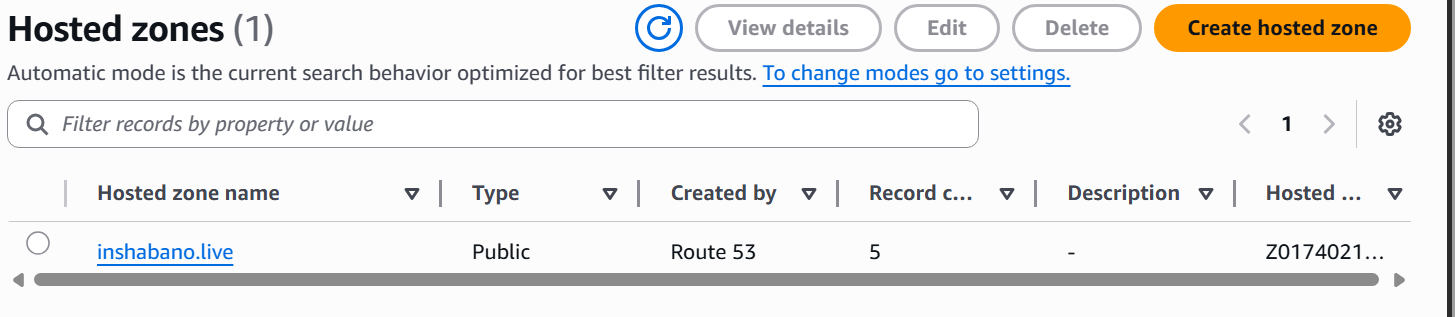 Hosted zones (1)
View details
Edit
Delete
Create hosted zone
Automatic mode is the current search behavior optimized for best filter results. To change modes go to settings.
Filter records by property or value
1
Hosted zone name
Type
Created by
Record c...
Description
Hosted ...
inshabano.live
Public
Route 53
5
-
Z0174021...